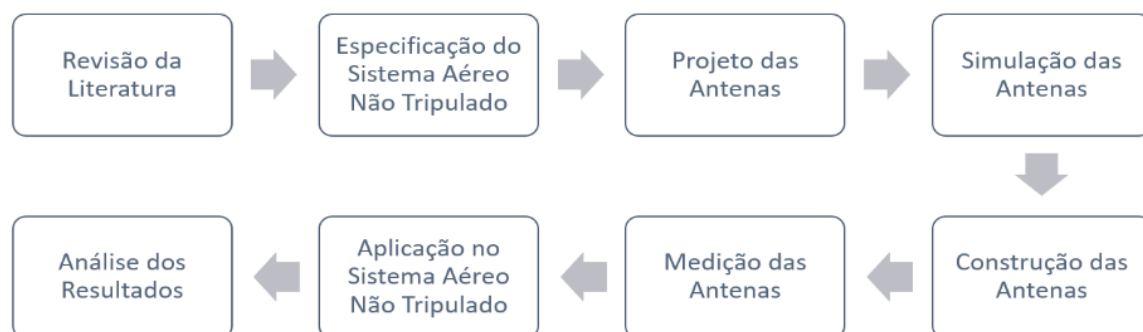 Revisão da
Literatura
Especificação do
Sistema Aéreo
Não Tripulado
Projeto das
Antenas
Simulação das
Antenas
Construção das
Antenas
Medição das
Antenas
Aplicação no
Sistema Aéreo
Não Tripulado
Análise dos
Resultados